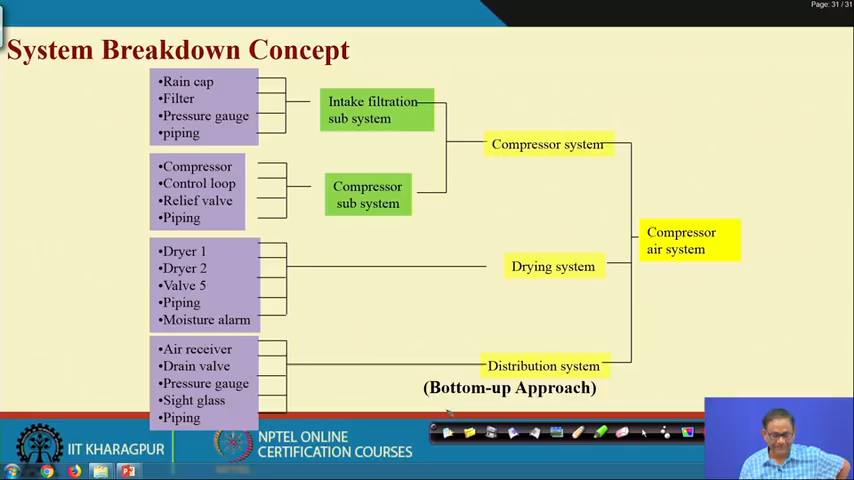 Page: 31 / 31
System Breakdown Concept
•Rain cap
•Filter
•Pressure gauge
•piping
Intake filtration
sub system
Compressor system
•Compressor
•Control loop
•Relief valve
•Piping
Compressor
sub system
Compressor
air system
•Dryer 1
•Dryer 2
•Valve 5
•Piping
•Moisture alarm
Drying system
•Air receiver
•Drain valve
•Pressure gauge
•Sight glass
•Piping
Distribution system
(Bottom-up Approach)
IIT KHARAGPUR
NPTEL ONLINE
CERTIFICATION COURSES